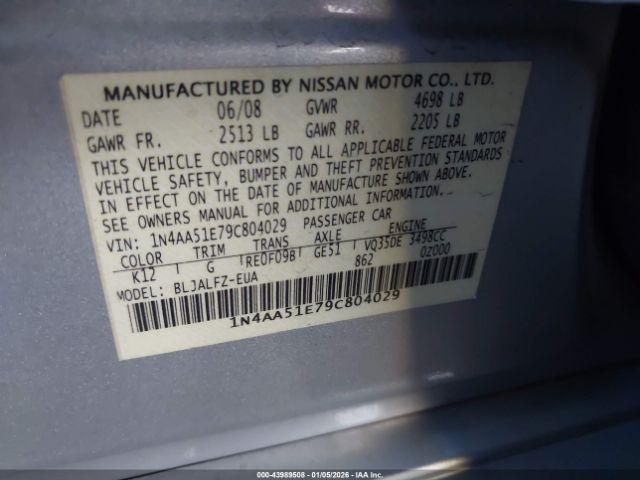 MANUFACTURED BY NISSAN MOTOR CO., LTD.
DATE 06/08 GVWR 4698 LB
GAWR FR. 2513 LB GAWR RR. 2205 LB
THIS VEHICLE CONFORMS TO ALL APPLICABLE FEDERAL MOTOR
VEHICLE SAFETY, BUMPER AND THEFT PREVENTION STANDARDS
IN EFFECT ON THE DATE OF MANUFACTURE SHOWN ABOVE.
SEE OWNERS MANUAL FOR ADDITIONAL INFORMATION.
VIN: 1N4AA51E79C804029 PASSENGER CAR
COLOR TRIM TRANS AXLE ENGINE
K12 G RE0F09B GE51 VQ35DE 3498CC
MODEL: BLJALFZ-EUA 862 0Z000
1N4AA51E79C804029
000-43989508 - 01/05/2026 - IAA Inc.